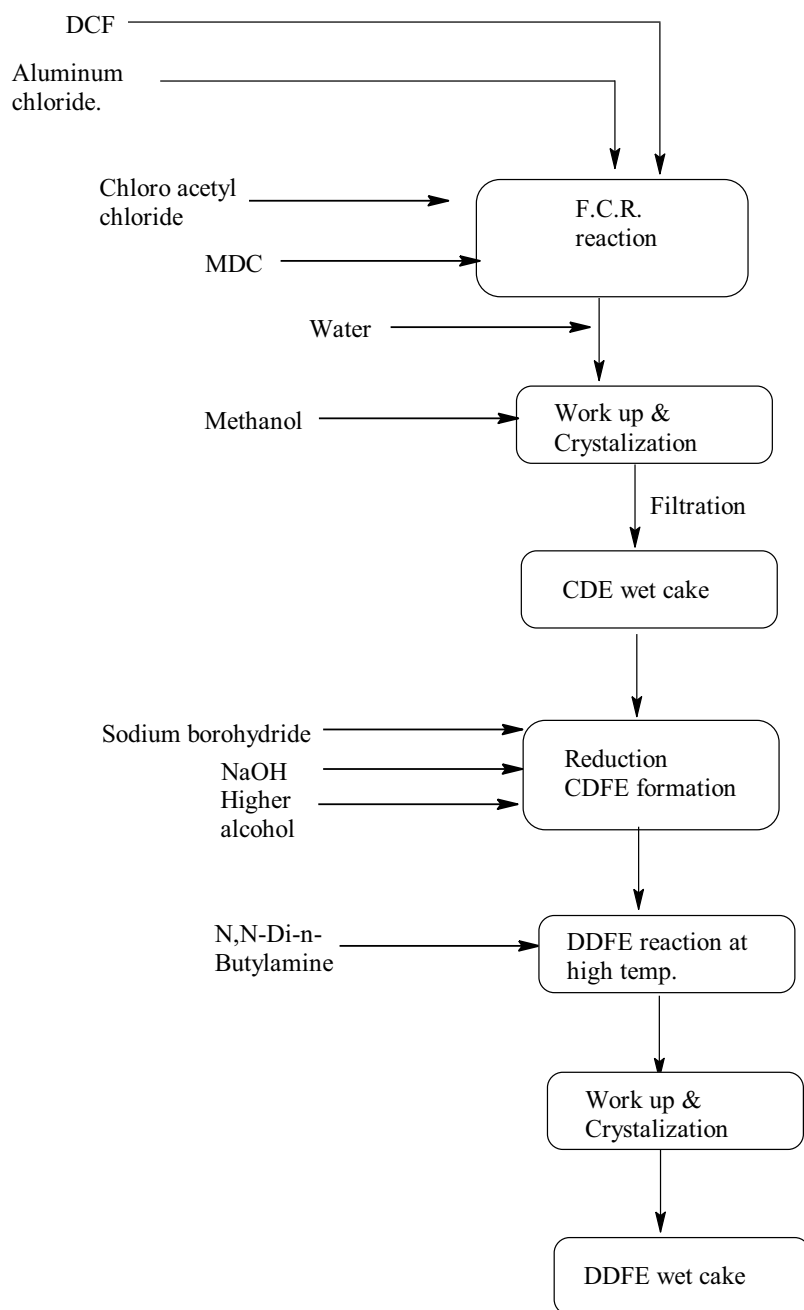 DCF
Aluminum
chloride.
Chloro acetyl
chloride
F.C.R.
reaction
MDC
Water
Methanol
Work up &
Crystalization
Filtration
CDE wet cake
Sodium borohydride
NaOH
Higher
alcohol
Reduction
CDFE formation
N,N-Di-n-
Butylamine
DDFE reaction at
high temp.
Work up &
Crystalization
DDFE wet cake